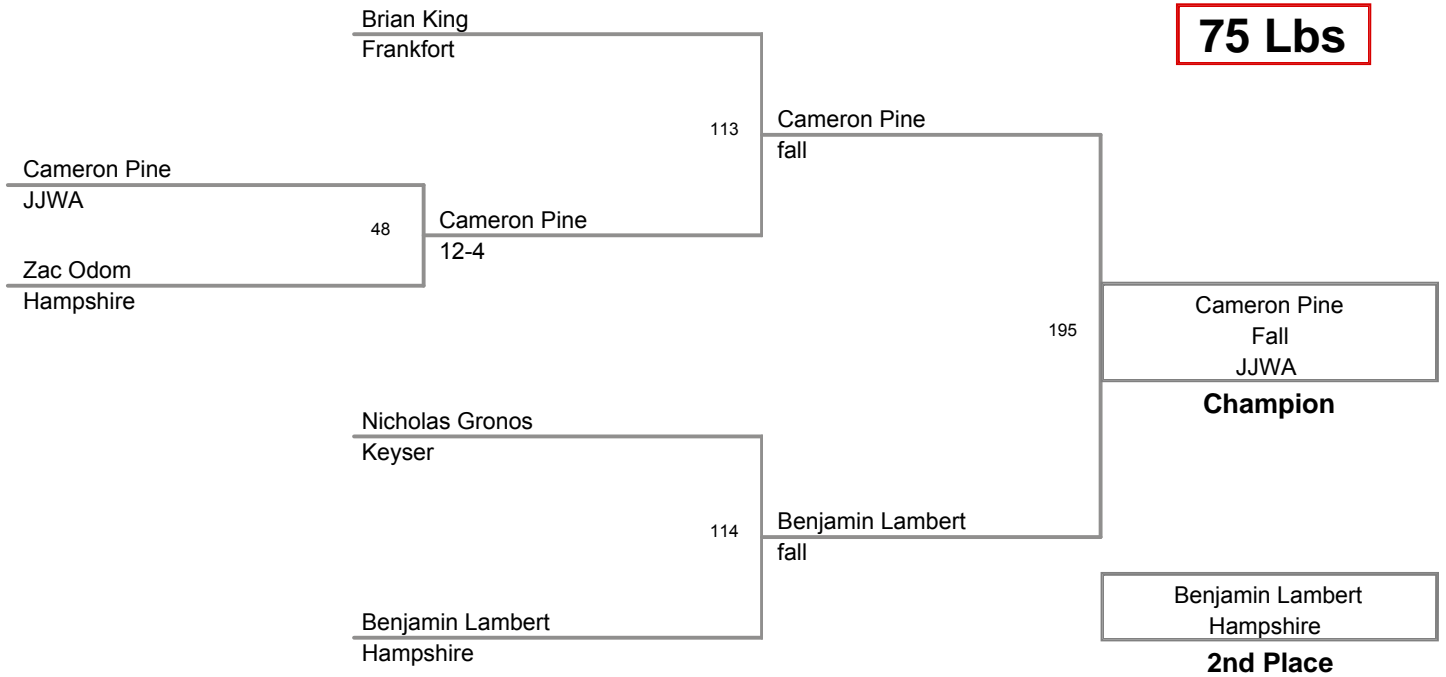 Brian King
Frankfort
75 Lbs
113
Cameron Pine
fall
Cameron Pine
JJWA
48
Cameron Pine
12-4
Zac Odom
Hampshire
195
Cameron Pine
Fall
JJWA
Champion
Nicholas Gronos
Keyser
114
Benjamin Lambert
fall
Benjamin Lambert
Hampshire
Benjamin Lambert
Hampshire
2nd Place